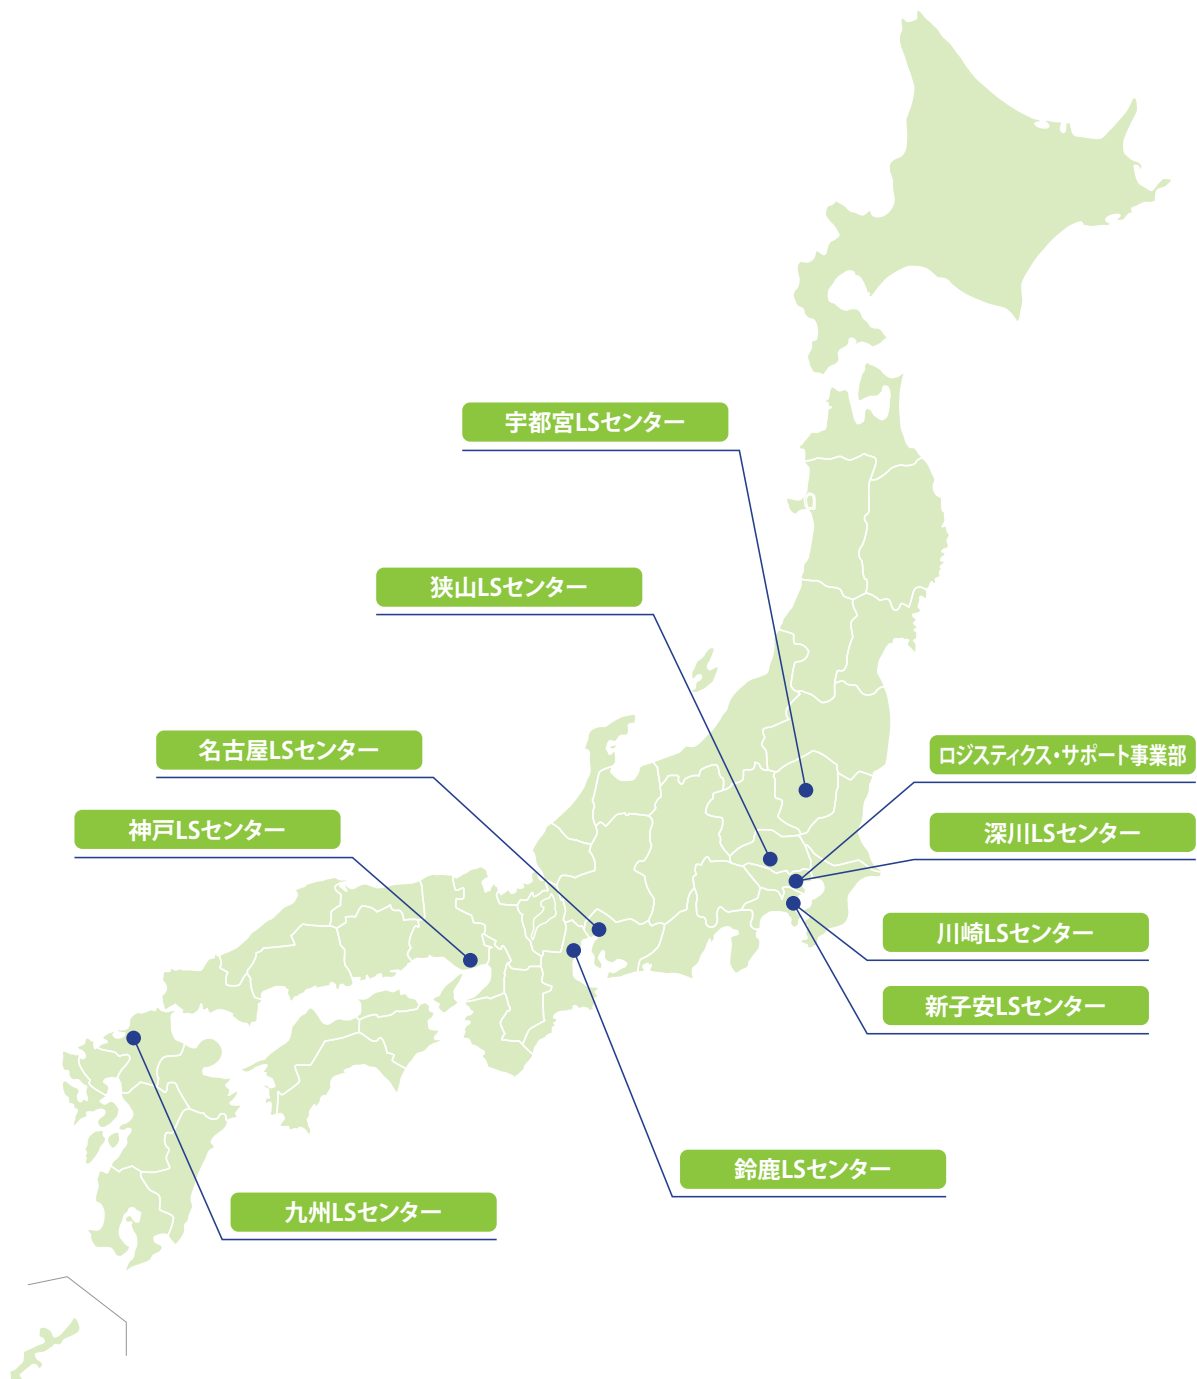 宇都宮LSセンター
狭山LSセンター
名古屋LSセンター
ロジスティクス・サポート事業部
神戸LSセンター
深川LSセンター
川崎LSセンター
新子安LSセンター
鈴鹿LSセンター
九州LSセンター